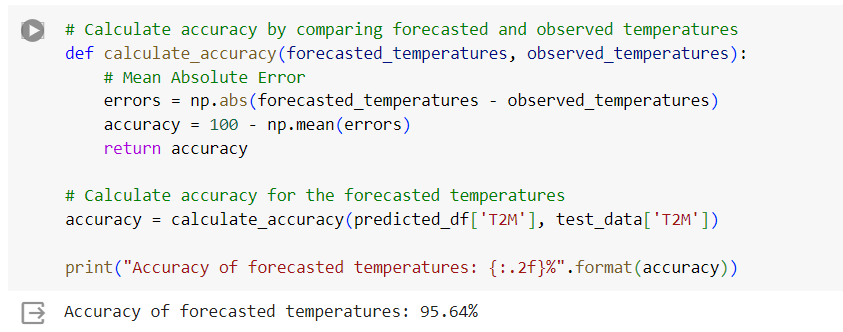 # Calculate accuracy by comparing forecasted and observed temperatures
def calculate_accuracy(forecasted_temperatures, observed_temperatures):
    # Mean Absolute Error
    errors = np.abs(forecasted_temperatures - observed_temperatures)
    accuracy = 100 - np.mean(errors)
    return accuracy

# Calculate accuracy for the forecasted temperatures
accuracy = calculate_accuracy(predicted_df['T2M'], test_data['T2M'])

print("Accuracy of forecasted temperatures: {:.2f}%".format(accuracy))
Accuracy of forecasted temperatures: 95.64%